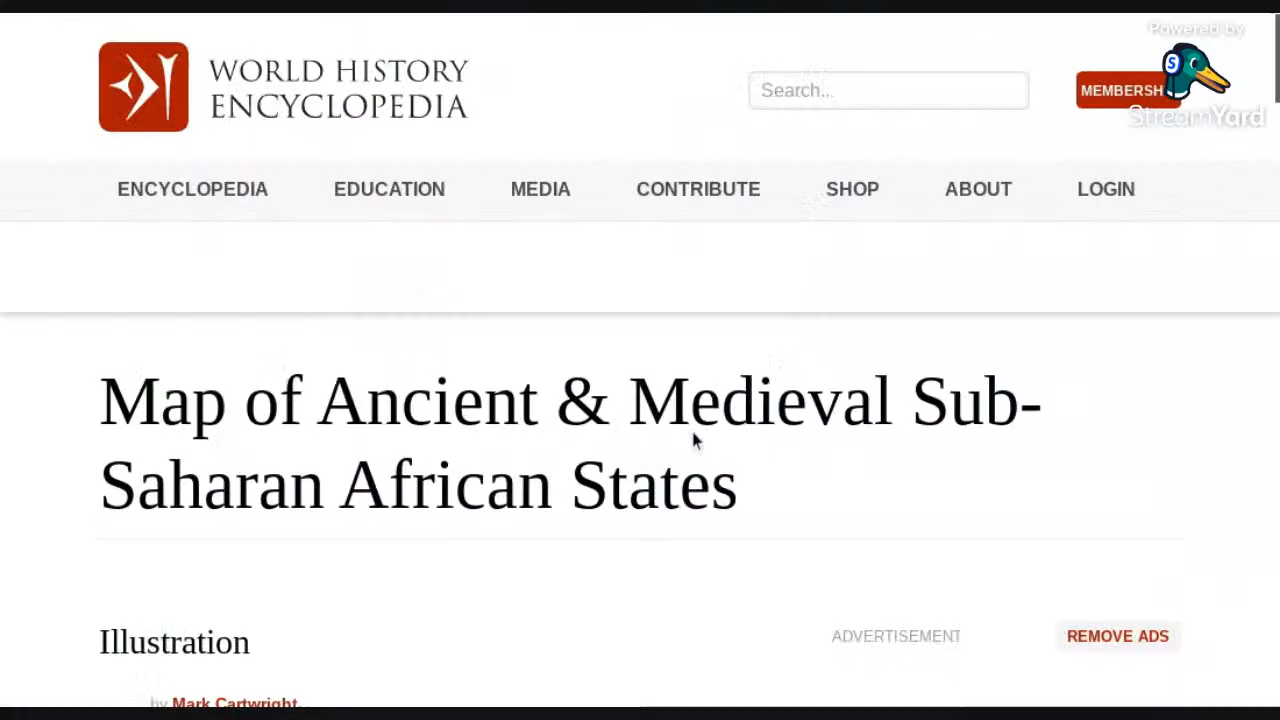 Powered by
WORLD HISTORY
ENCYCLOPEDIA
Search...
MEMBERSH
StreamYard
ENCYCLOPEDIA EDUCATION MEDIA CONTRIBUTE SHOP ABOUT LOGIN
Map of Ancient & Medieval Sub-
Saharan African States
Illustration
ADVERTISEMENT
REMOVE ADS
by Mark Cartwright